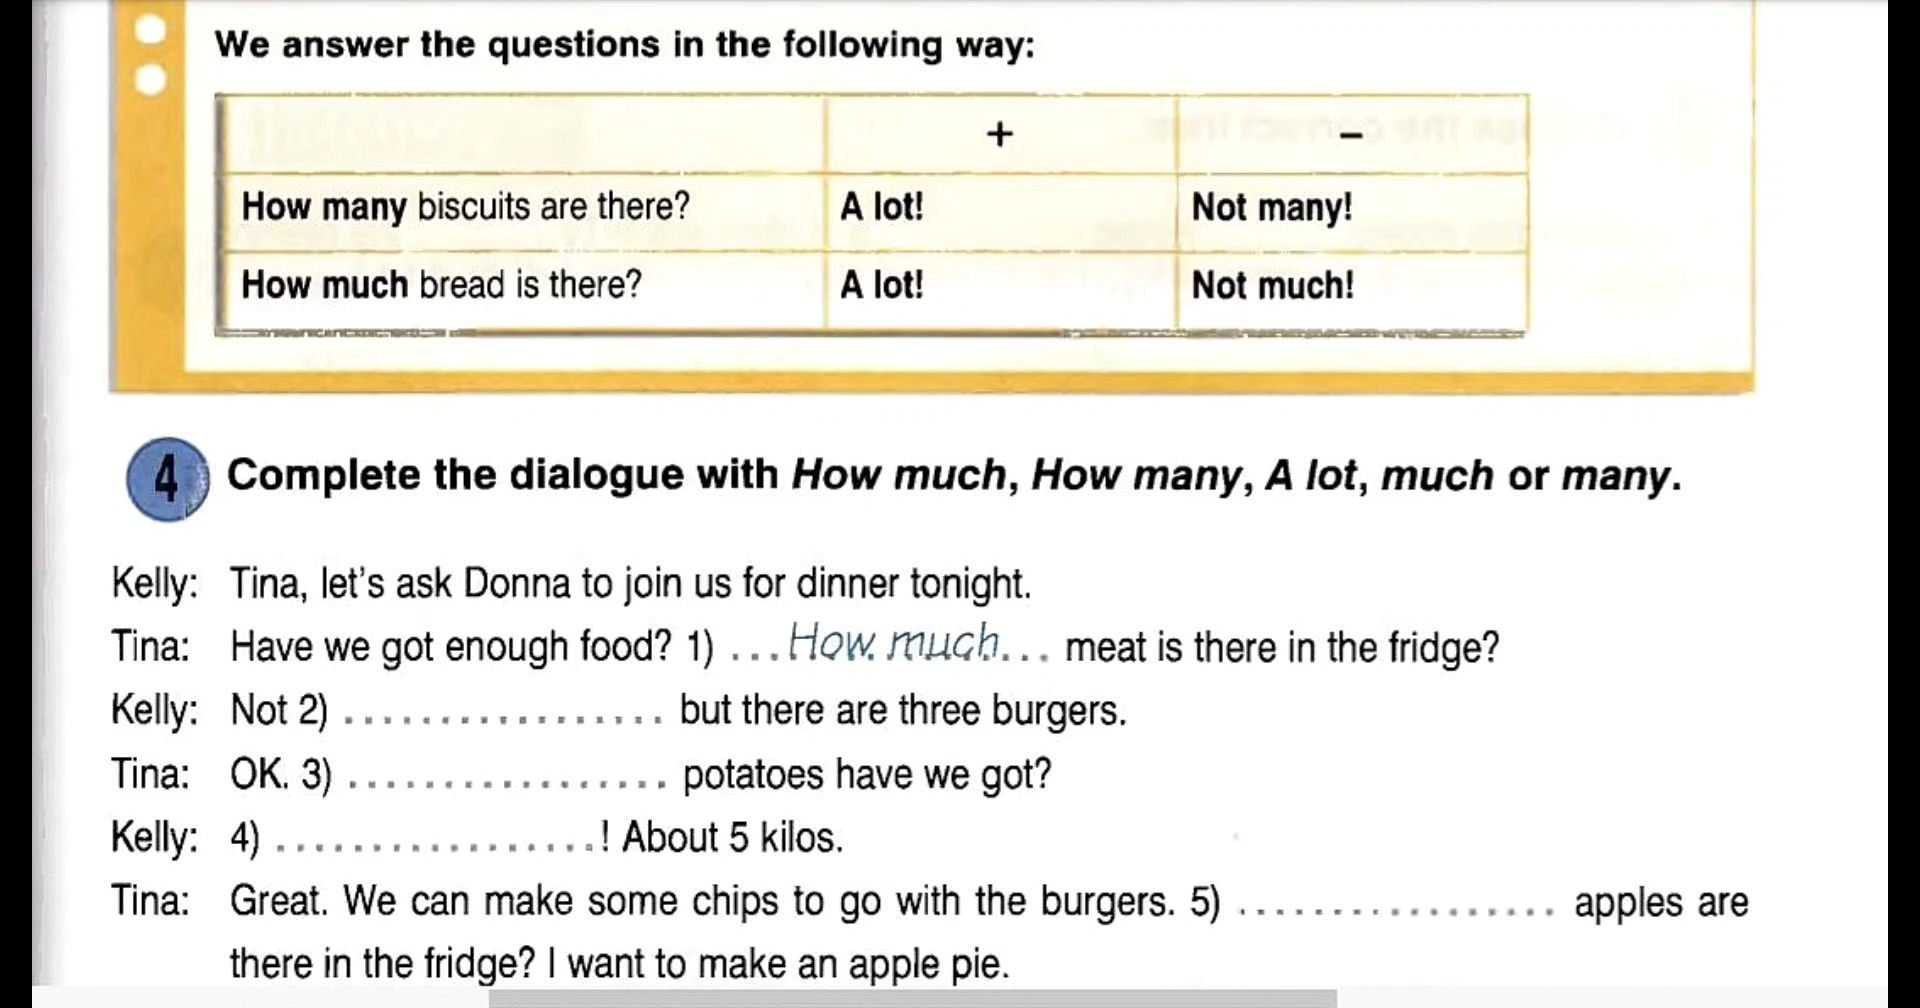 We answer the questions in the following way:
+ –
How many biscuits are there? A lot! Not many!
How much bread is there? A lot! Not much!
4 Complete the dialogue with How much, How many, A lot, much or many.
Kelly: Tina, let's ask Donna to join us for dinner tonight.
Tina: Have we got enough food? 1) ...How much... meat is there in the fridge?
Kelly: Not 2) ................. but there are three burgers.
Tina: OK. 3) ................. potatoes have we got?
Kelly: 4) .................! About 5 kilos.
Tina: Great. We can make some chips to go with the burgers. 5) ................. apples are
there in the fridge? I want to make an apple pie.